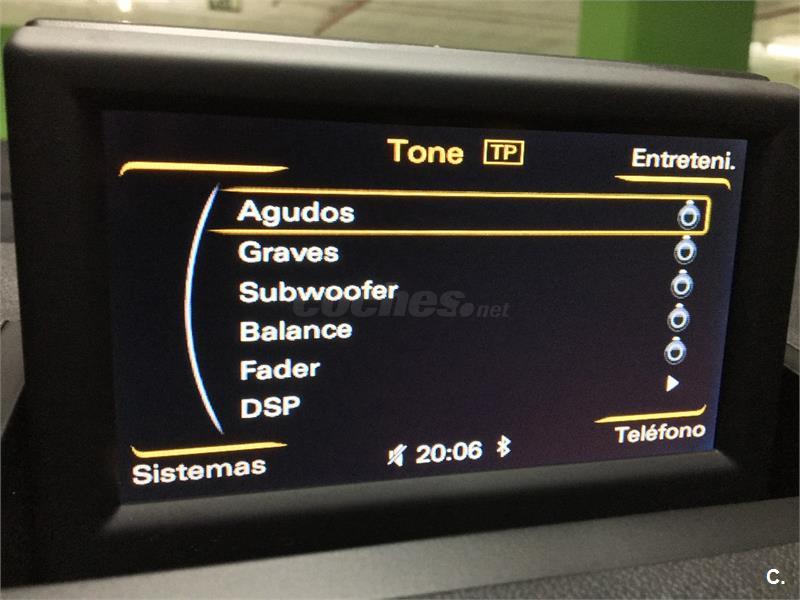 Tone TP
Entreteni.
Agudos
Graves
Subwoofer
coches.net
Balance
Fader
DSP
Teléfono
20:06
Sistemas
C.